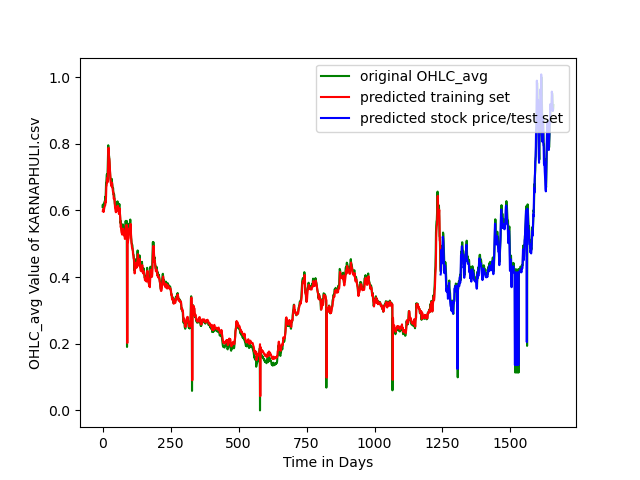 original OHLC_avg
predicted training set
predicted stock price/test set
OHLC_avg Value of KARNAPHULI.csv
1.0
0.8
0.6
0.4
0.2
0.0
0 250 500 750 1000 1250 1500
Time in Days